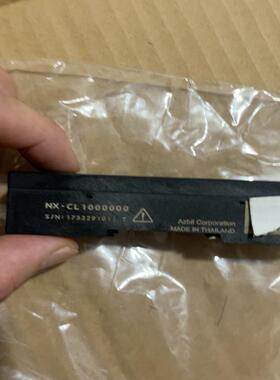 NX-CL1000000
Azbil Corporation
MADE IN THAILAND